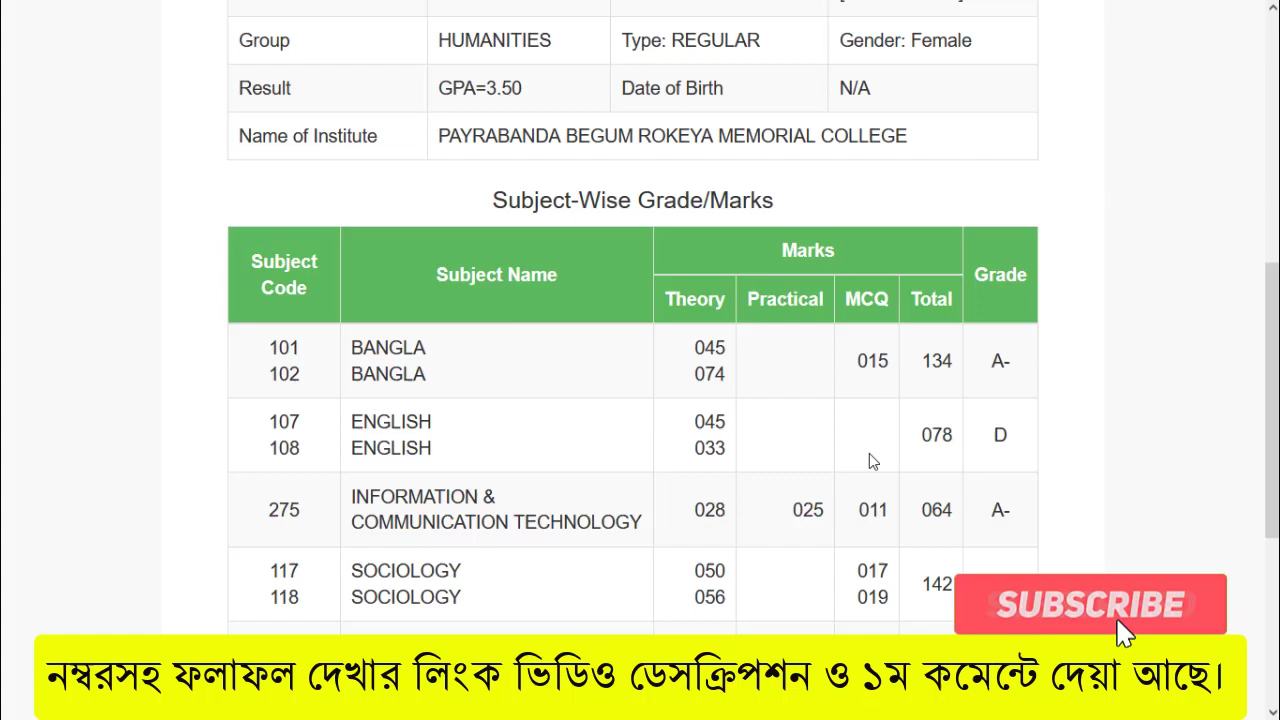 Group HUMANITIES Type: REGULAR Gender: Female
Result GPA=3.50 Date of Birth N/A
Name of Institute PAYRABANDA BEGUM ROKEYA MEMORIAL COLLEGE
Subject-Wise Grade/Marks
Subject Code Subject Name Marks Grade
Theory Practical MCQ Total
101 BANGLA 045 015 134 A-
102 BANGLA 074
107 ENGLISH 045 078 D
108 ENGLISH 033
275 INFORMATION & COMMUNICATION TECHNOLOGY 028 025 011 064 A-
117 SOCIOLOGY 050 017 142
118 SOCIOLOGY 056 019
SUBSCRIBE
নম্বরসহ ফলাফল দেখার লিংক ভিডিও ডেসক্রিপশন ও ১ম কমেন্টে দেয়া আছে।